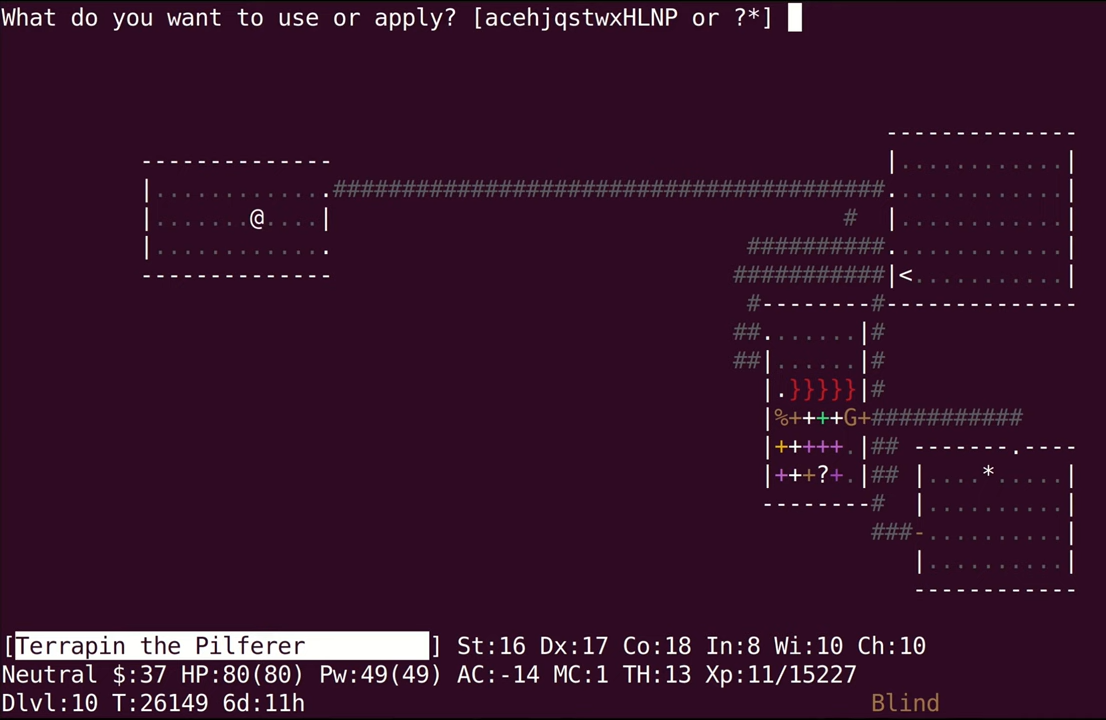 What do you want to use or apply? [acehjqstwxHLNP or ?*]
--------------
-------------- |............|
|.............########################################.............|
|.......@....| # |............|
|............. ##########.............|
-------------- ###########|<...........|
#--------#--------------
##.......|#
##|......|#
|.}}}}}|#
|%++++G+###########
|+++++.|## -------.----
|+++?+.|## |....*.....|
--------# |..........|
###-..........|
|..........|
------------
[Terrapin the Pilferer ] St:16 Dx:17 Co:18 In:8 Wi:10 Ch:10
Neutral $:37 HP:80(80) Pw:49(49) AC:-14 MC:1 TH:13 Xp:11/15227
Dlvl:10 T:26149 6d:11h Blind